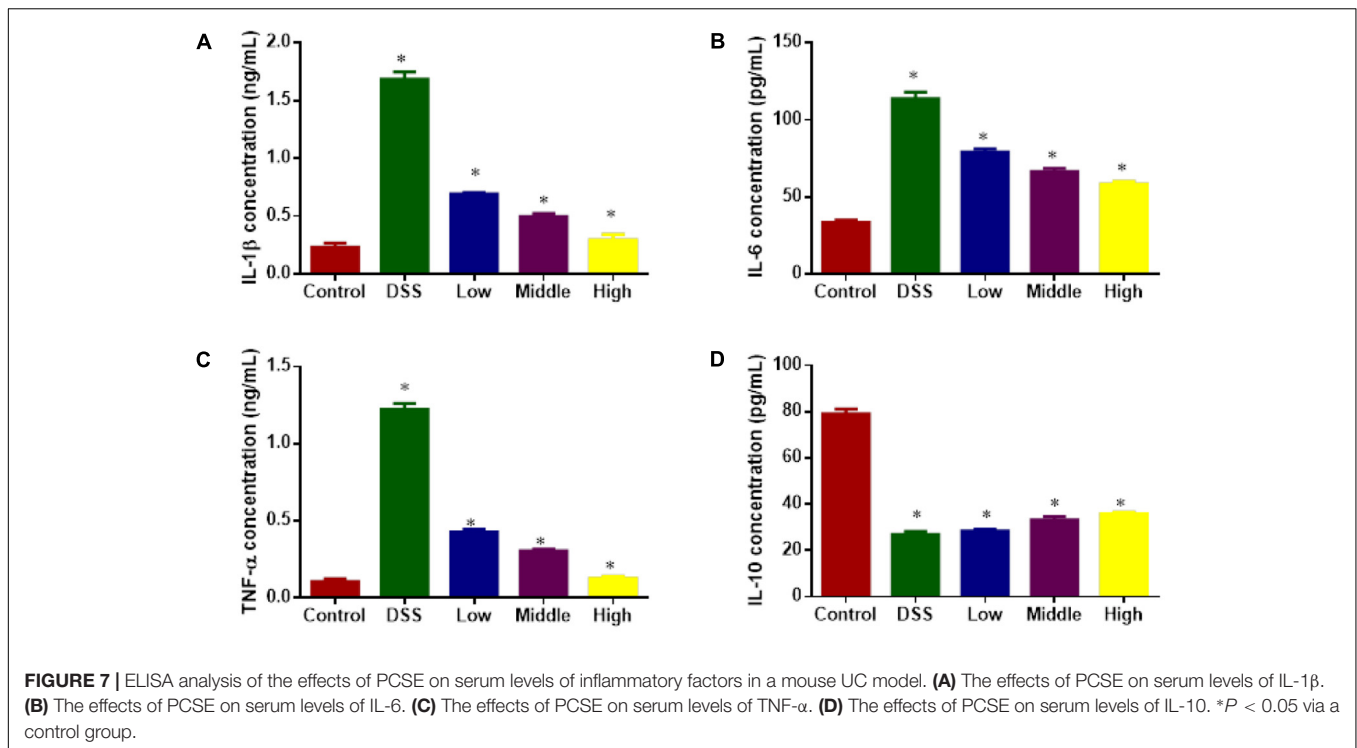 A
IL-1β concentration (ng/mL)
2.0
1.5
1.0
0.5
0.0
*
*
*
*
Control DSS Low Middle High
B
IL-6 concentration (pg/mL)
150
100
50
0
*
*
*
*
Control DSS Low Middle High
C
TNF-α concentration (ng/mL)
1.5
1.0
0.5
0.0
*
*
*
*
Control DSS Low Middle High
D
IL-10 concentration (pg/mL)
80
60
40
20
0
*
*
*
*
Control DSS Low Middle High
FIGURE 7 | ELISA analysis of the effects of PCSE on serum levels of inflammatory factors in a mouse UC model. (A) The effects of PCSE on serum levels of IL-1β.
(B) The effects of PCSE on serum levels of IL-6. (C) The effects of PCSE on serum levels of TNF-α. (D) The effects of PCSE on serum levels of IL-10. *P < 0.05 via a
control group.